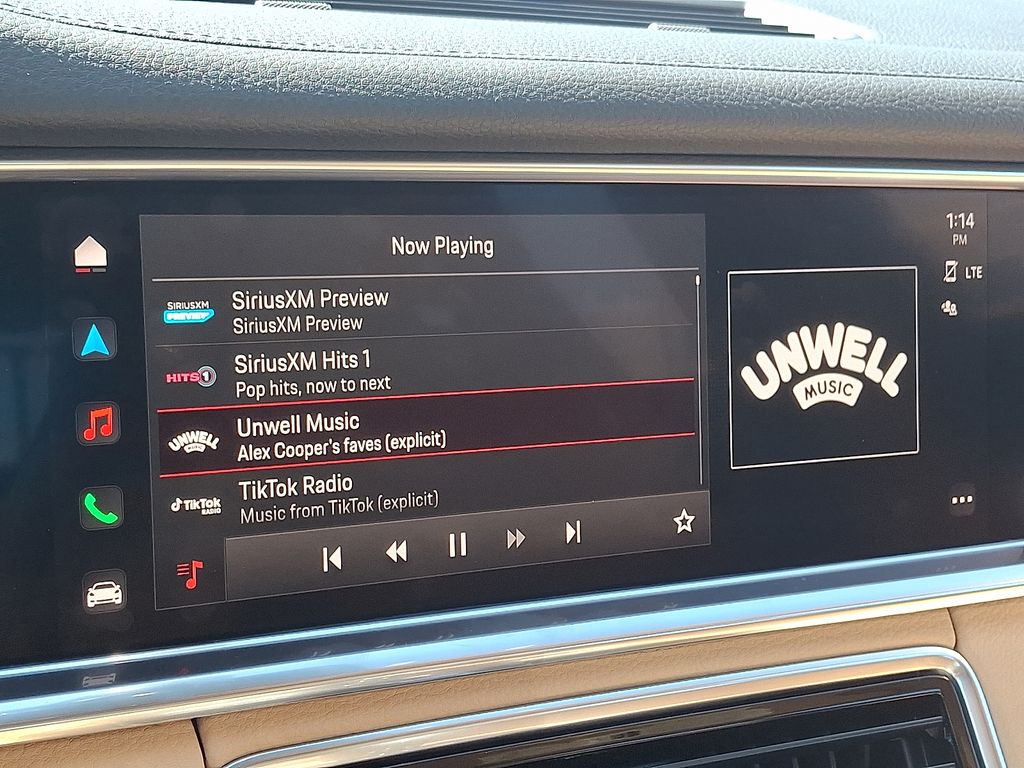 Now Playing
1:14
PM
LTE
SIRIUSXM
PREVIEW
SiriusXM Preview
SiriusXM Preview
HITS 1
SiriusXM Hits 1
Pop hits, now to next
UNWELL
MUSIC
Unwell Music
Alex Cooper's faves (explicit)
TikTok
RADIO
TikTok Radio
Music from TikTok (explicit)
UNWELL
MUSIC